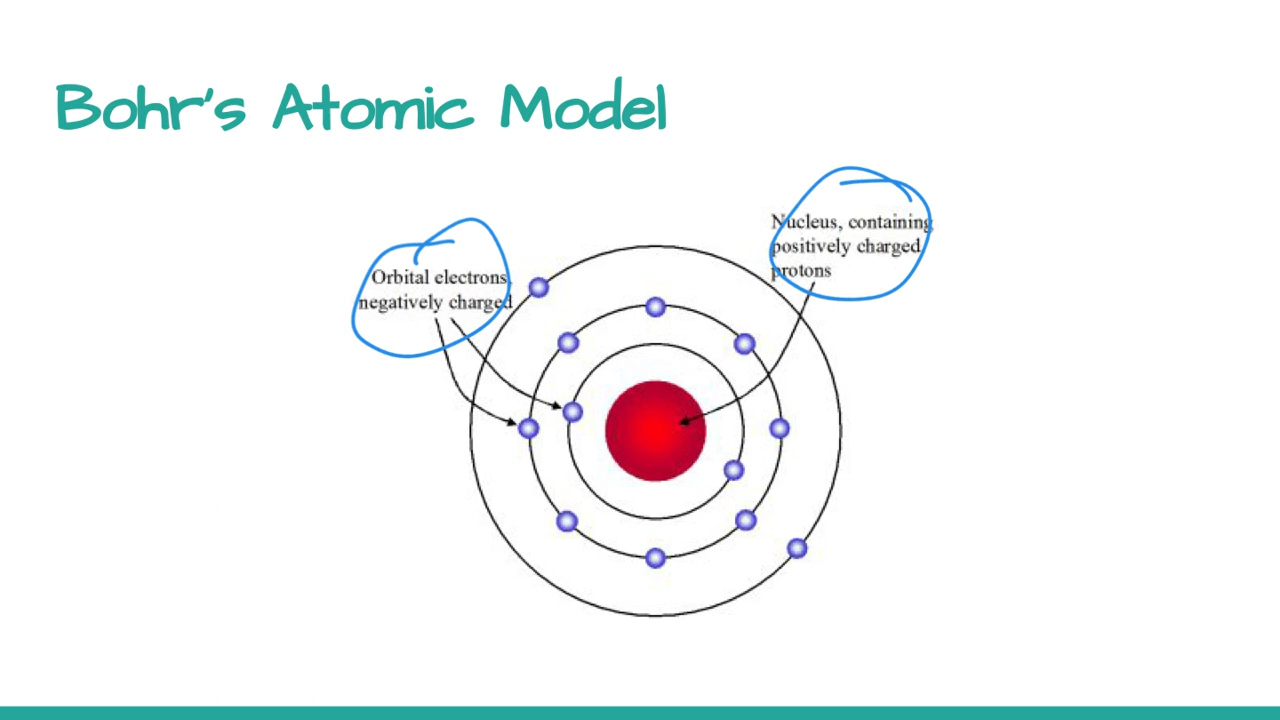 Bohr's Atomic Model
Orbital electrons,
negatively charged
Nucleus, containing
positively charged
protons